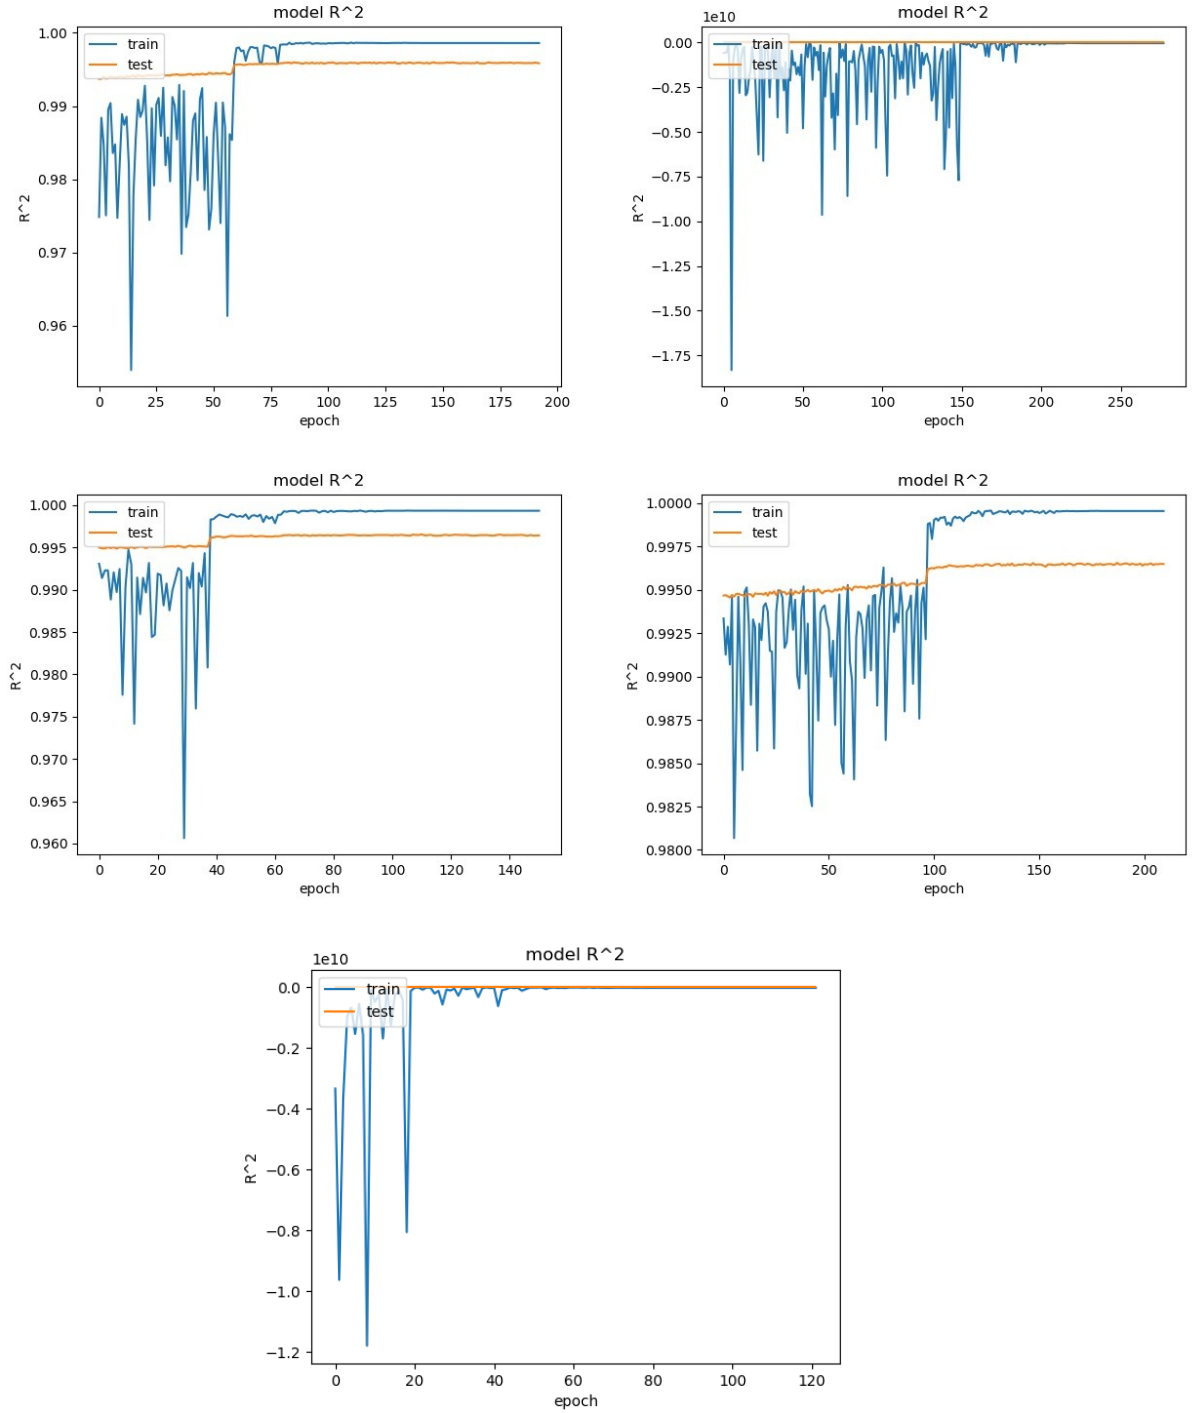 model R^2
train
test
1.00
0.99
0.98
0.97
0.96
R^2
0 25 50 75 100 125 150 175 200
epoch
1e10
model R^2
train
test
0.00
−0.25
−0.50
−0.75
−1.00
−1.25
−1.50
−1.75
R^2
0 50 100 150 200 250
epoch
model R^2
train
test
1.000
0.995
0.990
0.985
0.980
0.975
0.970
0.965
0.960
R^2
0 20 40 60 80 100 120 140
epoch
model R^2
train
test
1.0000
0.9975
0.9950
0.9925
0.9900
0.9875
0.9850
0.9825
0.9800
R^2
0 50 100 150 200
epoch
1e10
model R^2
train
test
0.0
−0.2
−0.4
−0.6
−0.8
−1.0
−1.2
R^2
0 20 40 60 80 100 120
epoch